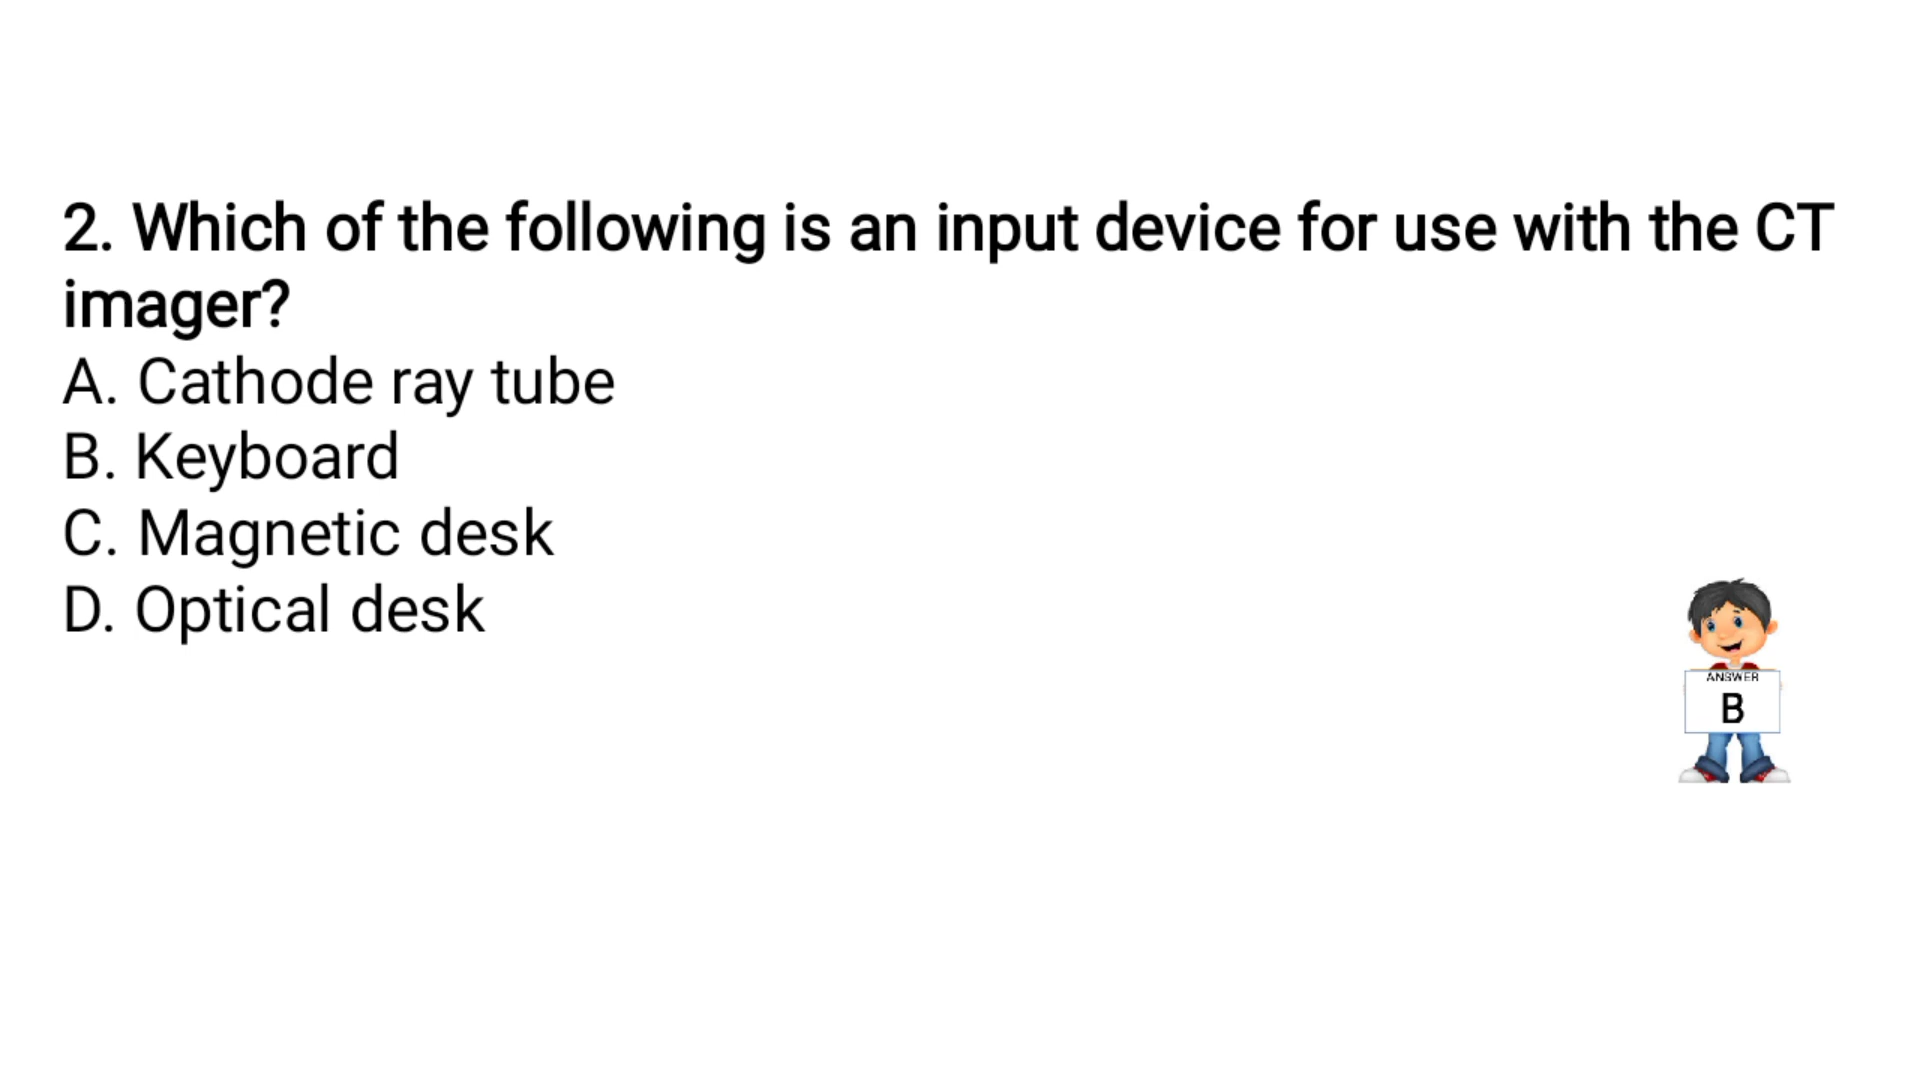 2. Which of the following is an input device for use with the CT
imager?
A. Cathode ray tube
B. Keyboard
C. Magnetic desk
D. Optical desk
ANSWER
B